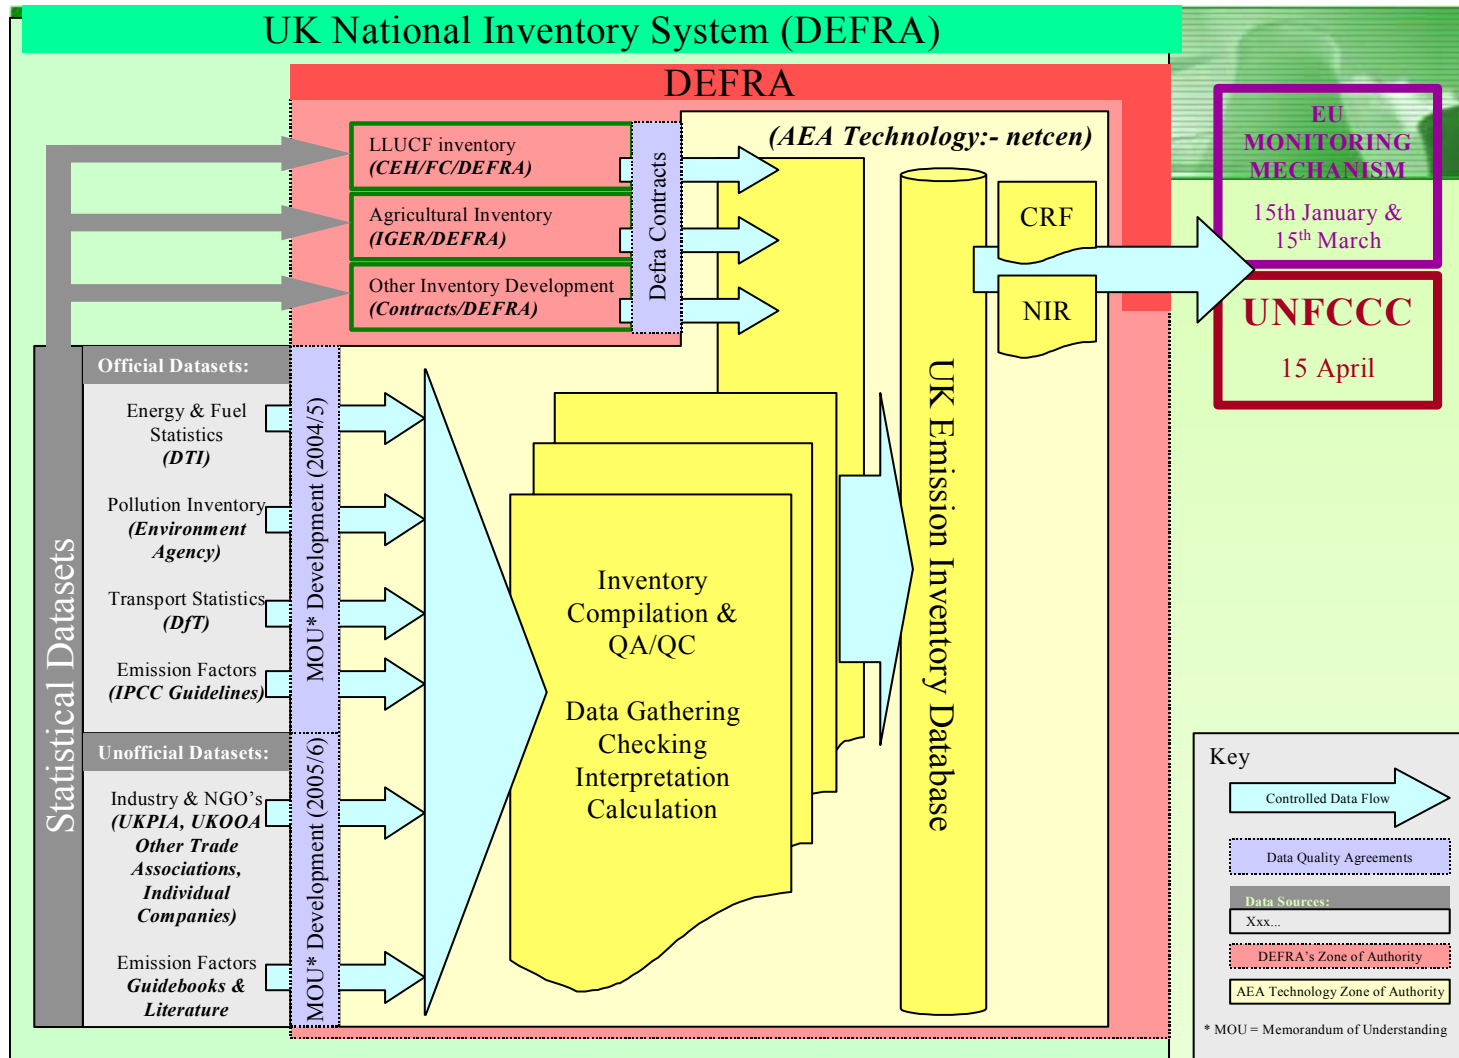 UK National Inventory System (DEFRA)
DEFRA
(AEA Technology:- netcen)
LLUCF inventory
(CEH/FC/DEFRA)
Agricultural Inventory
(IGER/DEFRA)
Other Inventory Development
(Contracts/DEFRA)
Defra Contracts
CRF
NIR
EU
MONITORING
MECHANISM
15th January &
15th March
UNFCCC
15 April
Statistical Datasets
Official Datasets:
Energy & Fuel
Statistics
(DTI)
Pollution Inventory
(Environment
Agency)
Transport Statistics
(DfT)
Emission Factors
(IPCC Guidelines)
Unofficial Datasets:
Industry & NGO's
(UKPIA, UKOOA
Other Trade
Associations,
Individual
Companies)
Emission Factors
Guidebooks &
Literature
MOU* Development (2004/5)
MOU* Development (2005/6)
Inventory
Compilation &
QA/QC
Data Gathering
Checking
Interpretation
Calculation
UK Emission Inventory Database
Key
Controlled Data Flow
Data Quality Agreements
Data Sources:
Xxx...
DEFRA's Zone of Authority
AEA Technology Zone of Authority
* MOU = Memorandum of Understanding